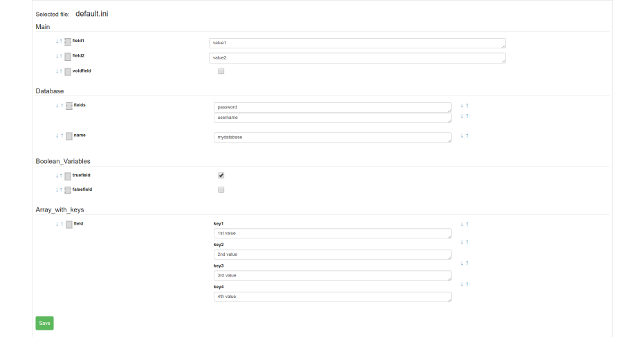 Selected file: default.ini
Main
field1 value1
field2 value2
voidfield
Database
fields password
username
name mydatabase
Boolean_Variables
truefield
falsefield
Array_with_keys
field key1
1st value
key2
2nd value
key3
3rd value
key4
4th value
Save